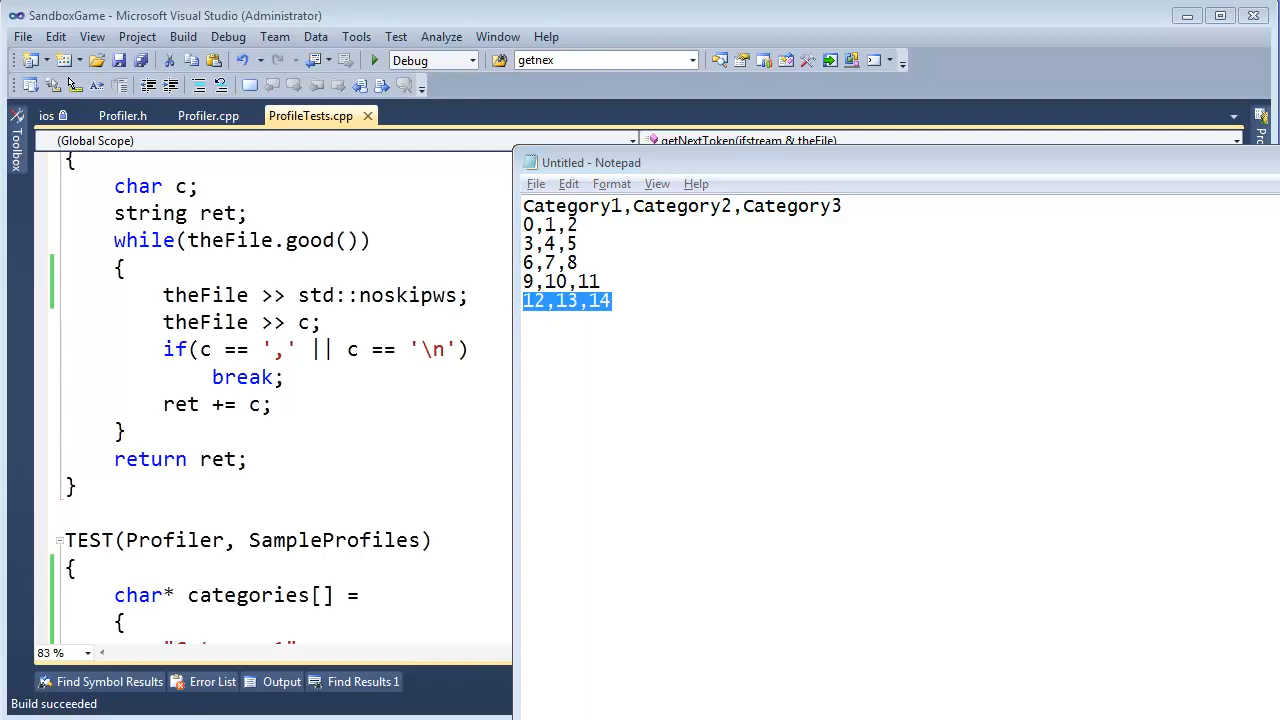 SandboxGame - Microsoft Visual Studio (Administrator)
File Edit View Project Build Debug Team Data Tools Test Analyze Window Help
Debug getnex
ios Profiler.h Profiler.cpp ProfileTests.cpp
(Global Scope) getNextToken(ifstream & theFile)
Toolbox
{
char c;
string ret;
while(theFile.good())
{
theFile >> std::noskipws;
theFile >> c;
if(c == ',' || c == '\n')
break;
ret += c;
}
return ret;
}
TEST(Profiler, SampleProfiles)
{
char* categories[] =
{
83 %
Untitled - Notepad
File Edit Format View Help
Category1,Category2,Category3
0,1,2
3,4,5
6,7,8
9,10,11
12,13,14
Find Symbol Results Error List Output Find Results 1
Build succeeded